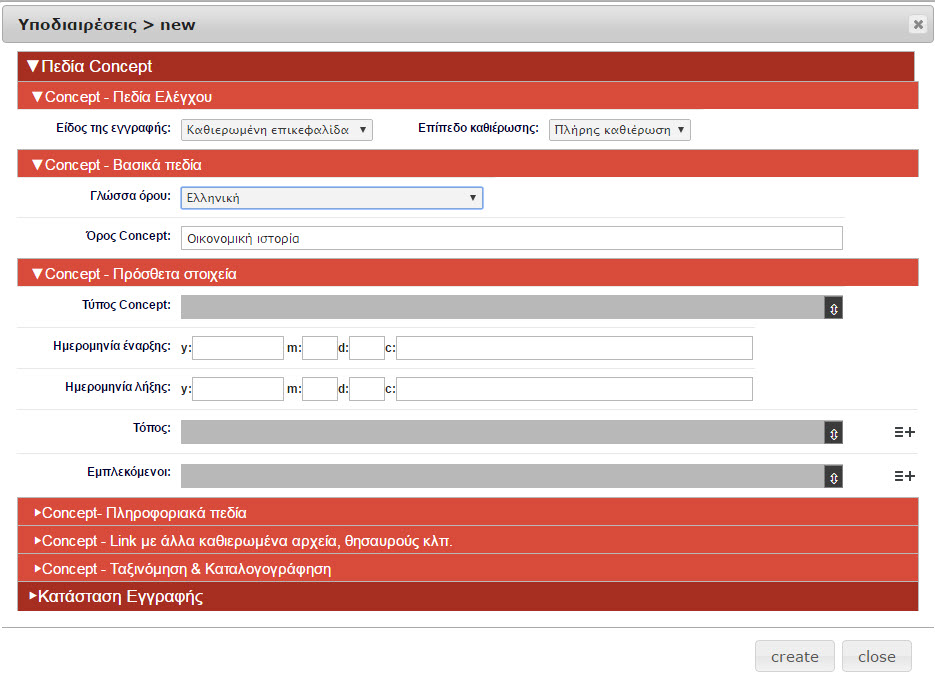 Υποδιαιρέσεις > new
▼Πεδία Concept
▼Concept - Πεδία Ελέγχου
Είδος της εγγραφής: Καθιερωμένη επικεφαλίδα Επίπεδο καθιέρωσης: Πλήρης καθιέρωση
▼Concept - Βασικά πεδία
Γλώσσα όρου: Ελληνική
Όρος Concept: Οικονομική ιστορία
▼Concept - Πρόσθετα στοιχεία
Τύπος Concept:
Ημερομηνία έναρξης: y: m: d: c:
Ημερομηνία λήξης: y: m: d: c:
Τόπος:
Εμπλεκόμενοι:
►Concept- Πληροφοριακά πεδία
►Concept - Link με άλλα καθιερωμένα αρχεία, θησαυρούς κλπ.
►Concept - Ταξινόμηση & Καταλογογράφηση
►Κατάσταση Εγγραφής
create close